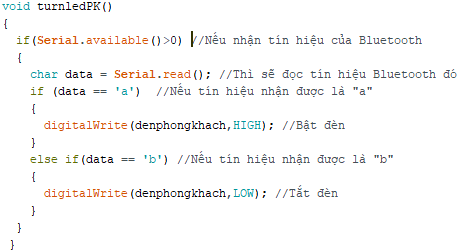 void turnledPK()
{
if(Serial.available()>0) //Nếu nhận tín hiệu của Bluetooth
{
char data = Serial.read(); //Thì sẽ đọc tín hiệu Bluetooth đó
if (data == 'a') //Nếu tín hiệu nhận được là "a"
{
digitalWrite(denphongkhach,HIGH); //Bật đèn
}
else if(data == 'b') //Nếu tín hiệu nhận được là "b"
{
digitalWrite(denphongkhach,LOW); //Tắt đèn
}
}
}